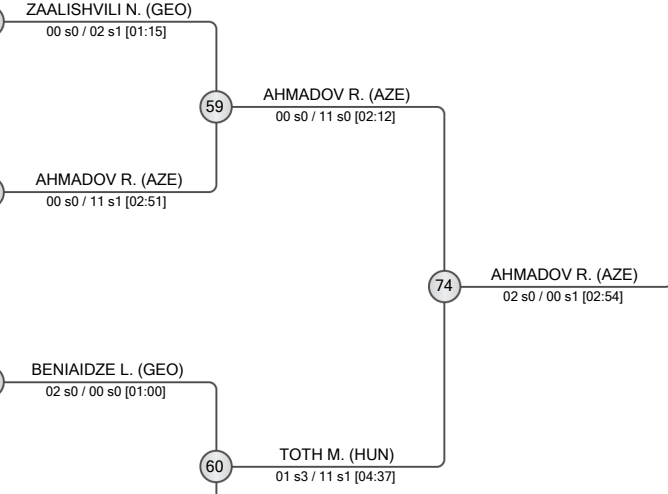 ZAALISHVILI N. (GEO)
00 s0 / 02 s1 [01:15]
59
AHMADOV R. (AZE)
00 s0 / 11 s0 [02:12]
AHMADOV R. (AZE)
00 s0 / 11 s1 [02:51]
74
AHMADOV R. (AZE)
02 s0 / 00 s1 [02:54]
BENIAIDZE L. (GEO)
02 s0 / 00 s0 [01:00]
60
TOTH M. (HUN)
01 s3 / 11 s1 [04:37]